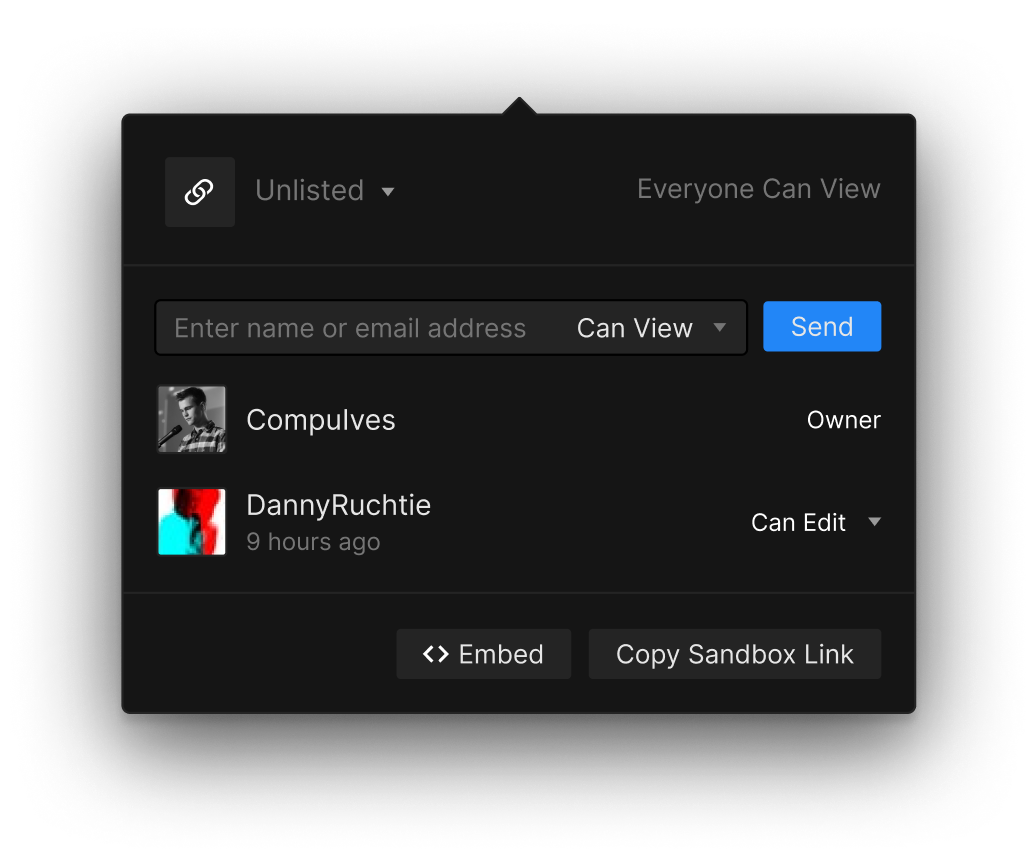 Unlisted
Everyone Can View
Enter name or email address
Can View
Send
Compulves
Owner
DannyRuchtie
9 hours ago
Can Edit
<> Embed
Copy Sandbox Link